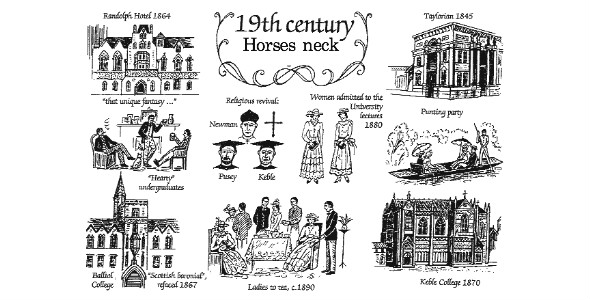 Randolph Hotel 1864
19th century
Horses neck
Taylorian 1845
"that unique fantasy ..."
Religious revival:
Newman
Pusey
Keble
Women admitted to the
University
lectures
1880
Punting party
"Hearty"
undergraduates
Balliol
College
"Scottish baronial",
refaced 1867
Ladies to tea, c.1890
Keble College 1870